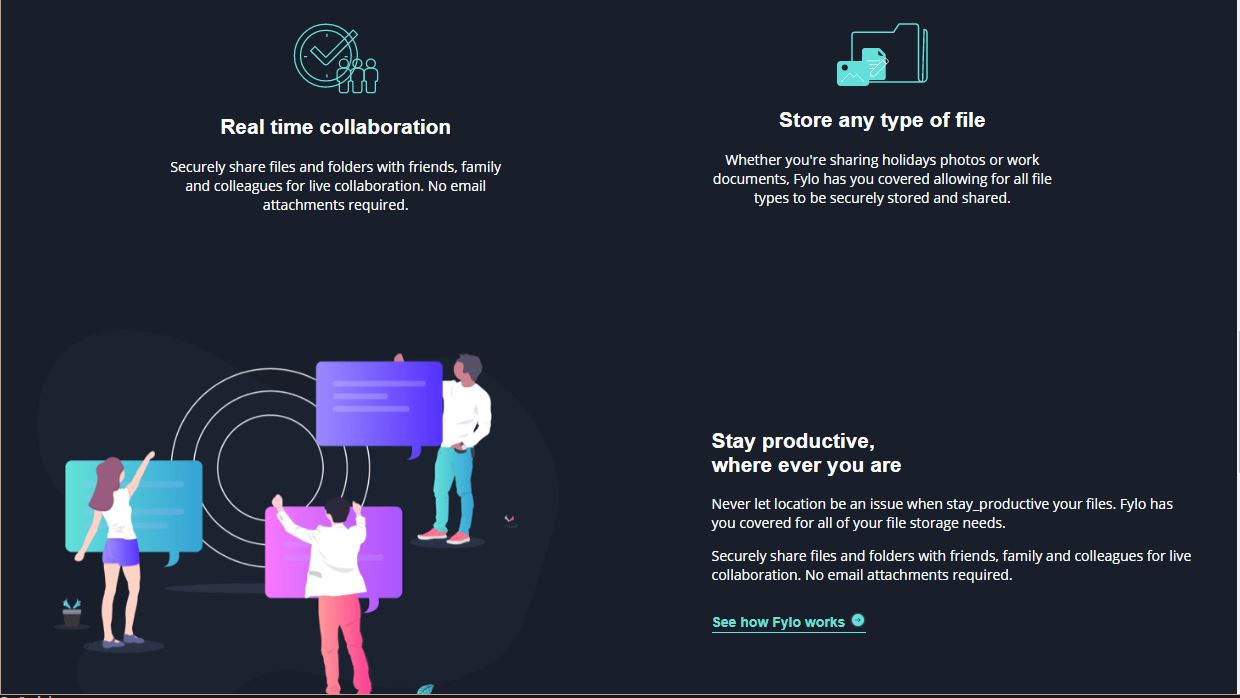 Real time collaboration
Securely share files and folders with friends, family
and colleagues for live collaboration. No email
attachments required.
Store any type of file
Whether you're sharing holidays photos or work
documents, Fylo has you covered allowing for all file
types to be securely stored and shared.
Stay productive,
where ever you are
Never let location be an issue when stay_productive your files. Fylo has
you covered for all of your file storage needs.
Securely share files and folders with friends, family and colleagues for live
collaboration. No email attachments required.
See how Fylo works